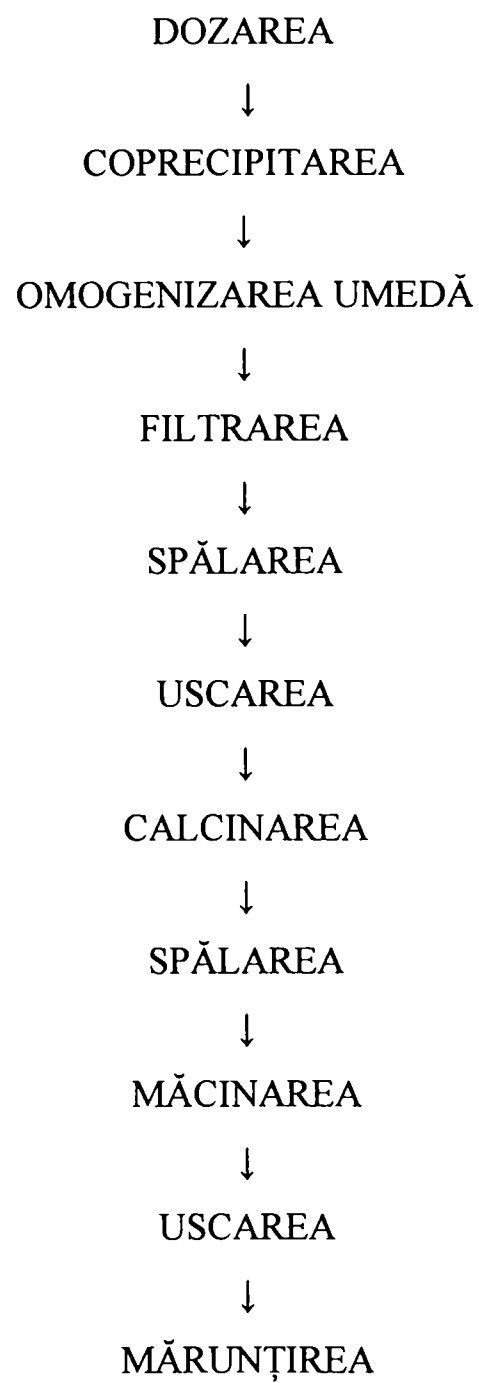 DOZAREA
↓
COPRECIPITAREA
↓
OMOGENIZAREA UMEDĂ
↓
FILTRAREA
↓
SPĂLAREA
↓
USCAREA
↓
CALCINAREA
↓
SPĂLAREA
↓
MĂCINAREA
↓
USCAREA
↓
MĂRUNȚIREA